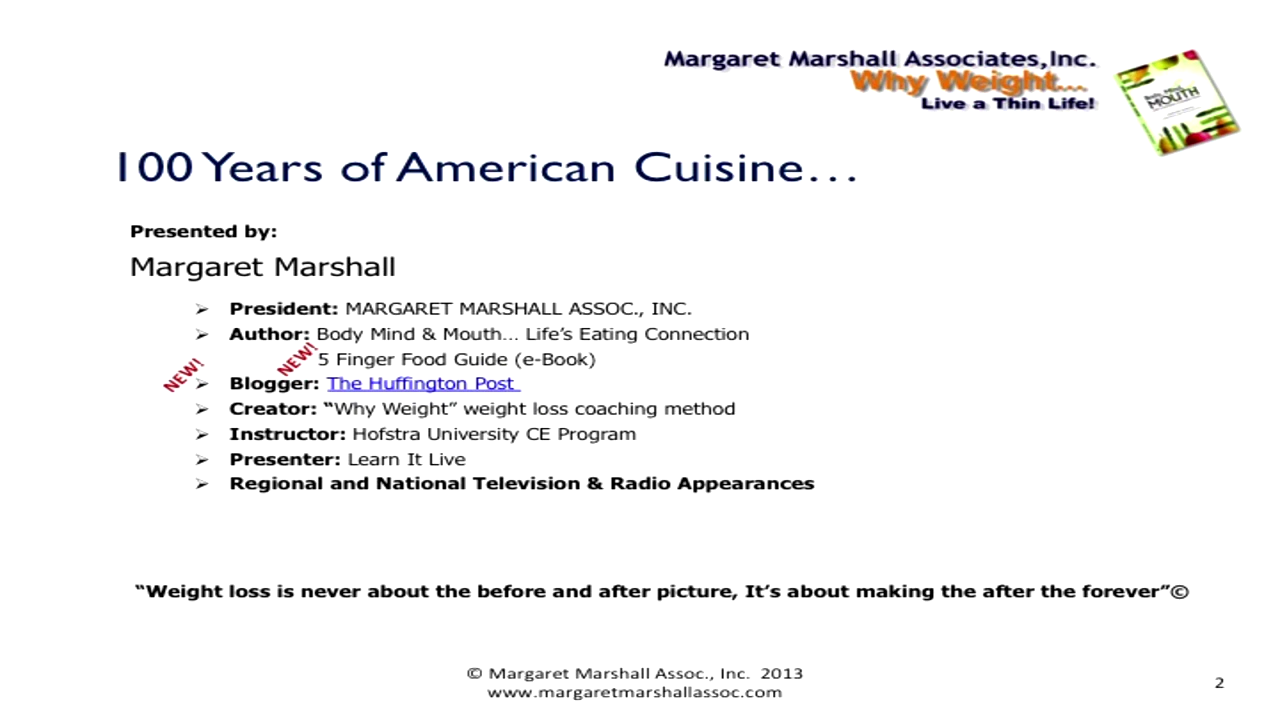 Margaret Marshall Associates,Inc.
Why Weight....
Live a Thin Life!
Body Mind
MOUTH
100 Years of American Cuisine…
Presented by:
Margaret Marshall
➢ President: MARGARET MARSHALL ASSOC., INC.
➢ Author: Body Mind & Mouth… Life’s Eating Connection
NEW! 5 Finger Food Guide (e-Book)
NEW! ➢ Blogger: The Huffington Post
➢ Creator: “Why Weight” weight loss coaching method
➢ Instructor: Hofstra University CE Program
➢ Presenter: Learn It Live
➢ Regional and National Television & Radio Appearances
“Weight loss is never about the before and after picture, It’s about making the after the forever”©
© Margaret Marshall Assoc., Inc. 2013
www.margaretmarshallassoc.com
2